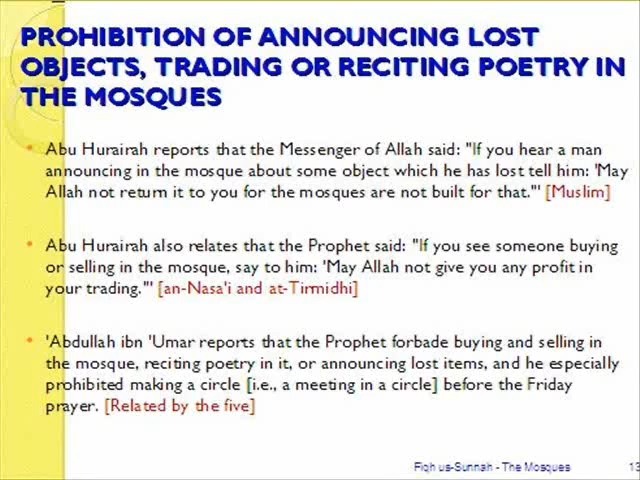 PROHIBITION OF ANNOUNCING LOST
OBJECTS, TRADING OR RECITING POETRY IN
THE MOSQUES
• Abu Hurairah reports that the Messenger of Allah said: "If you hear a man
announcing in the mosque about some object which he has lost tell him: 'May
Allah not return it to you for the mosques are not built for that.'" [Muslim]
• Abu Hurairah also relates that the Prophet said: "If you see someone buying
or selling in the mosque, say to him: 'May Allah not give you any profit in
your trading.'" [an-Nasa'i and at-Tirmidhi]
• 'Abdullah ibn 'Umar reports that the Prophet forbade buying and selling in
the mosque, reciting poetry in it, or announcing lost items, and he especially
prohibited making a circle [i.e., a meeting in a circle] before the Friday
prayer. [Related by the five]
Fiqh us-Sunnah - The Mosques 13